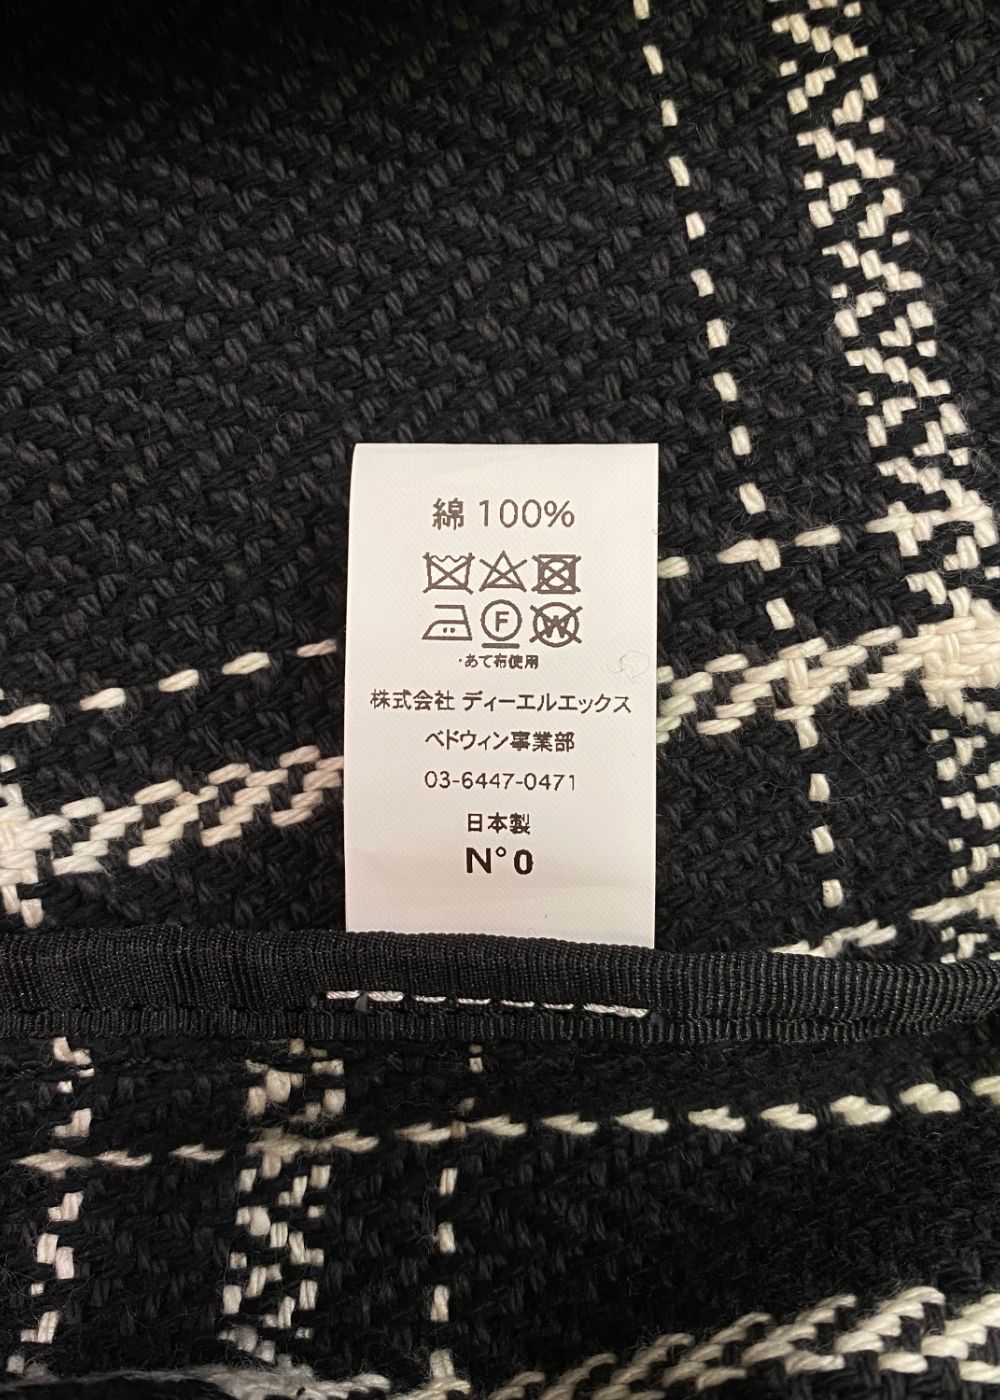 綿 100%
F W
・あて布使用
株式会社 ディーエルエックス
ベドウィン事業部
03-6447-0471
日本製
N° 0